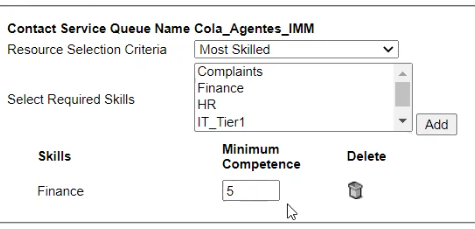 Contact Service Queue Name Cola_Agentes_IMM
Resource Selection Criteria Most Skilled
Select Required Skills
Complaints
Finance
HR
IT_Tier1
Add
Skills Minimum Competence Delete
Finance 5